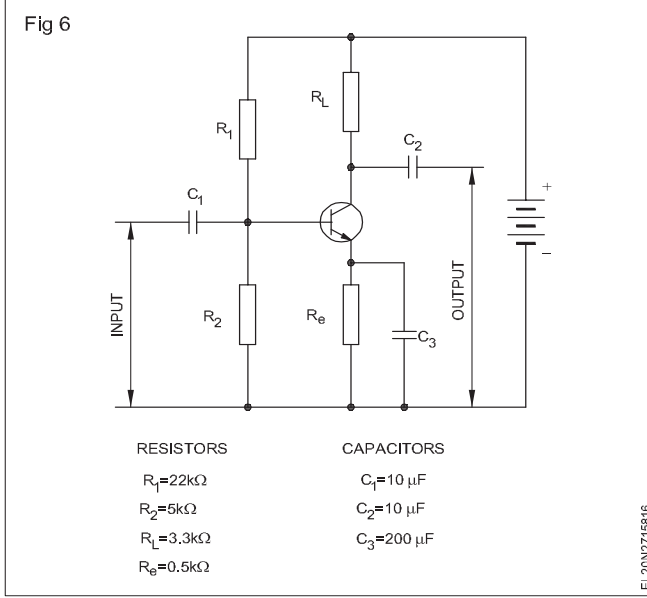 Fig 6
R1
RL
C2
C1
+
–
INPUT
R2
Re
C3
OUTPUT
RESISTORS
R1=22kΩ
R2=5kΩ
RL=3.3kΩ
Re=0.5kΩ
CAPACITORS
C1=10 μF
C2=10 μF
C3=200 μF
EL20N2715816